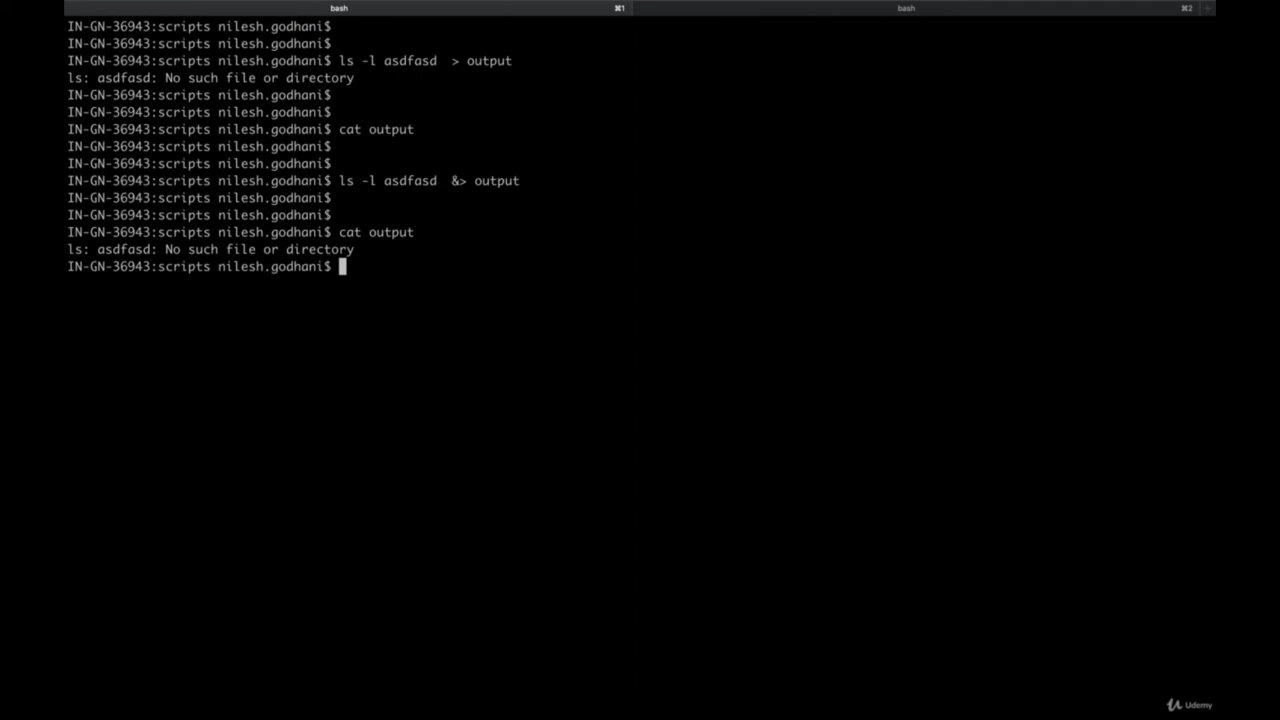 bash ⌘1 bash ⌘2 +
IN-GN-36943:scripts nilesh.godhani$
IN-GN-36943:scripts nilesh.godhani$
IN-GN-36943:scripts nilesh.godhani$ ls -l asdfasd  > output
ls: asdfasd: No such file or directory
IN-GN-36943:scripts nilesh.godhani$
IN-GN-36943:scripts nilesh.godhani$
IN-GN-36943:scripts nilesh.godhani$ cat output
IN-GN-36943:scripts nilesh.godhani$
IN-GN-36943:scripts nilesh.godhani$
IN-GN-36943:scripts nilesh.godhani$ ls -l asdfasd  &> output
IN-GN-36943:scripts nilesh.godhani$
IN-GN-36943:scripts nilesh.godhani$
IN-GN-36943:scripts nilesh.godhani$ cat output
ls: asdfasd: No such file or directory
IN-GN-36943:scripts nilesh.godhani$
Udemy